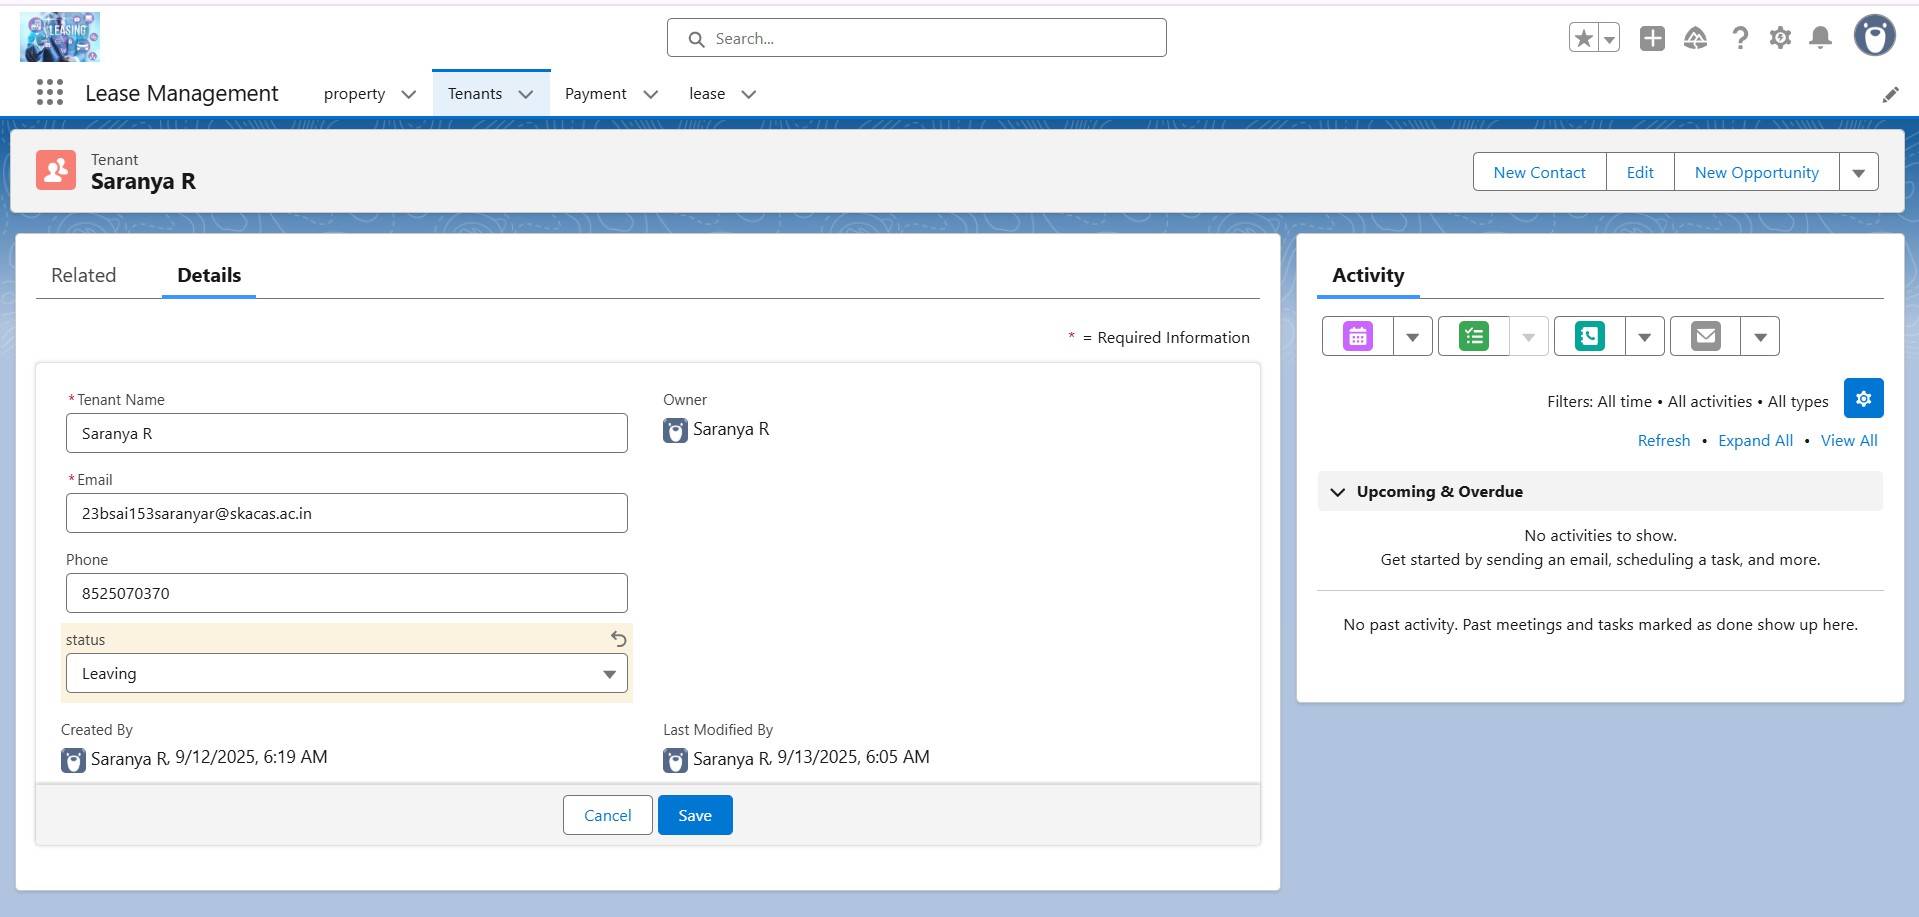 LEASING
Search...
Lease Management
property
Tenants
Payment
lease
Tenant
Saranya R
New Contact
Edit
New Opportunity
Related
Details
* = Required Information
*Tenant Name
Saranya R
Owner
Saranya R
*Email
23bsai153saranyar@skacas.ac.in
Phone
8525070370
status
Leaving
Created By
Saranya R, 9/12/2025, 6:19 AM
Last Modified By
Saranya R, 9/13/2025, 6:05 AM
Cancel
Save
Activity
Filters: All time • All activities • All types
Refresh • Expand All • View All
Upcoming & Overdue
No activities to show.
Get started by sending an email, scheduling a task, and more.
No past activity. Past meetings and tasks marked as done show up here.